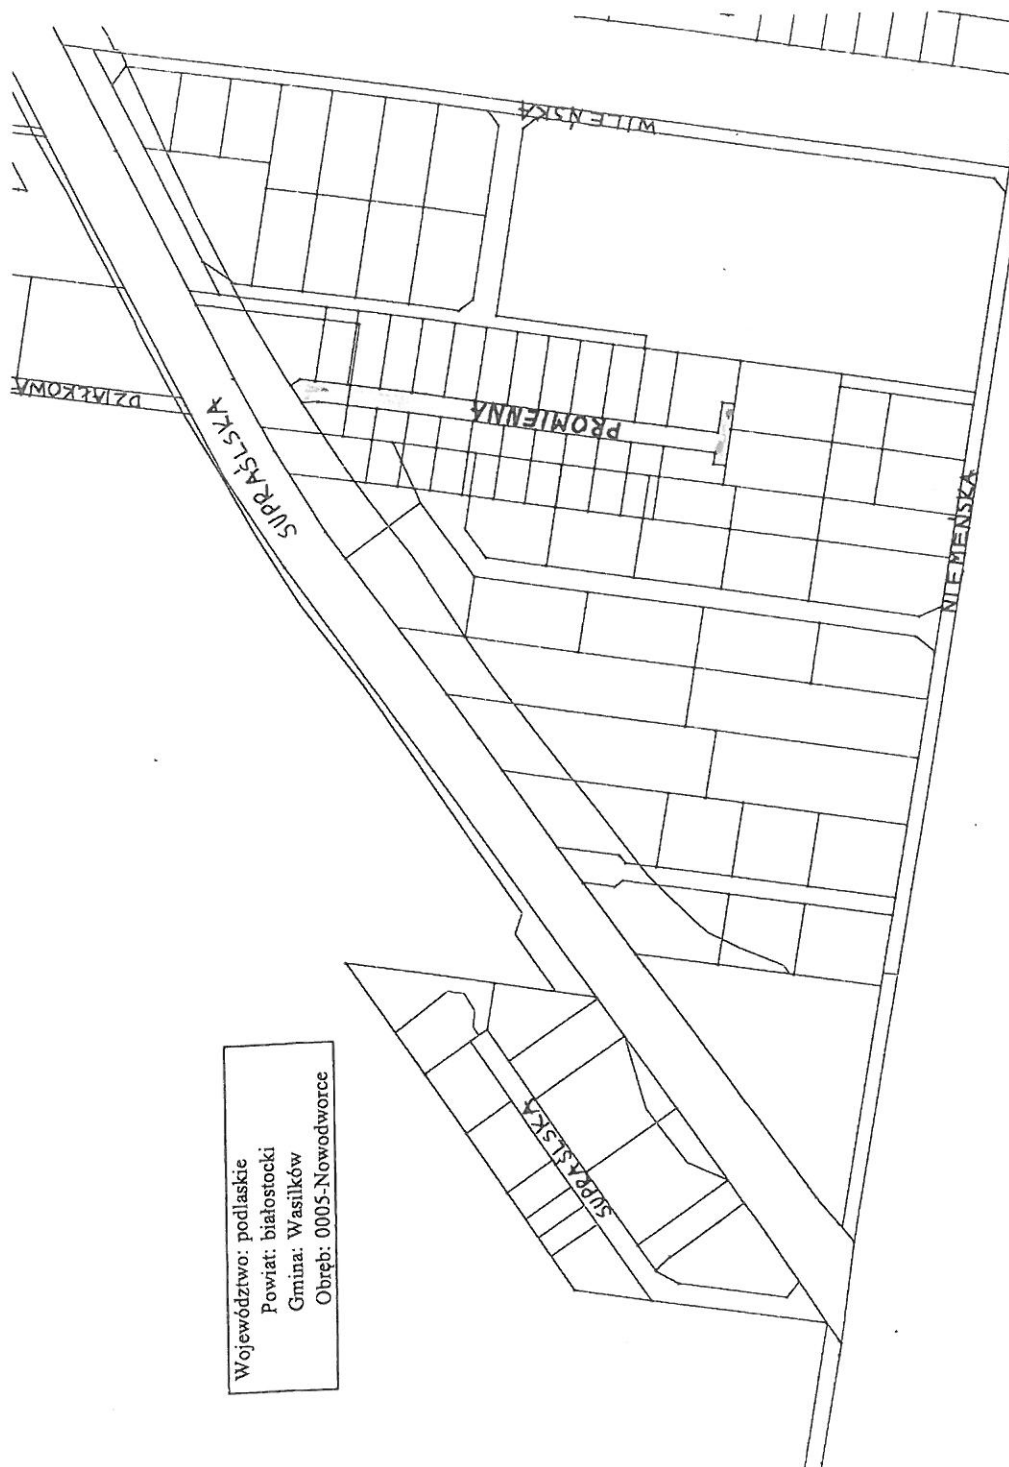 WILEŃSKA
DZIAŁKOWA
SUPRAŚLSKA
PROMIENNA
NIEMEŃSKA
SUPRAŚLSKA
Województwo: podlaskie
Powiat: białostocki
Gmina: Wasilków
Obręb: 0005-Nowodworce